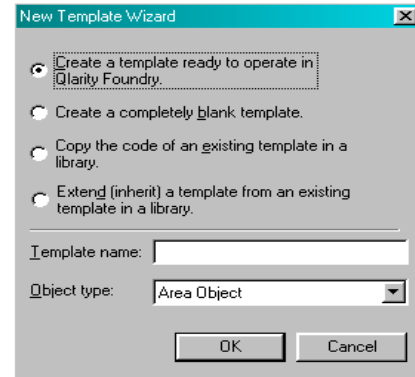 New Template Wizard
Create a template ready to operate in
Qlarity Foundry.
Create a completely blank template.
Copy the code of an existing template in a
library.
Extend (inherit) a template from an existing
template in a library.
Template name:
Object type: Area Object
OK Cancel